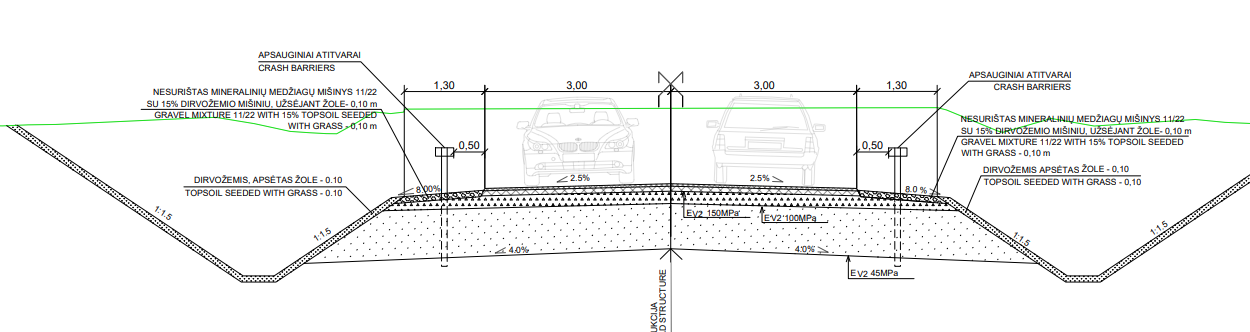 APSAUGINIAI ATITVARAI
CRASH BARRIERS
APSAUGINIAI ATITVARAI
CRASH BARRIERS
1,30
3,00
3,00
1,30
NESURIŠTAS MINERALINIŲ MEDŽIAGŲ MIŠINYS 11/22
SU 15% DIRVOŽEMIO MIŠINIU, UŽSĖJANT ŽOLE- 0,10 m
GRAVEL MIXTURE 11/22 WITH 15% TOPSOIL SEEDED
WITH GRASS - 0,10 m
NESURIŠTAS MINERALINIŲ MEDŽIAGŲ MIŠINYS 11/22
SU 15% DIRVOŽEMIO MIŠINIU, UŽSĖJANT ŽOLE- 0,10 m
GRAVEL MIXTURE 11/22 WITH 15% TOPSOIL SEEDED
WITH GRASS - 0,10 m
0,50
0,50
DIRVOŽEMIS, APSĖTAS ŽOLE - 0.10
TOPSOIL SEEDED WITH GRASS - 0.10
DIRVOŽEMIS, APSĖTAS ŽOLE - 0,10
TOPSOIL SEEDED WITH GRASS - 0,10
8.00%
2.5%
2.5%
8.0 %
EV2 150MPa
EV2 100MPa
1:1.5
1:1.5
1:1.5
1:1.5
4.0%
4.0%
EV2 45MPa
UKCIJA
D STRUCTURE